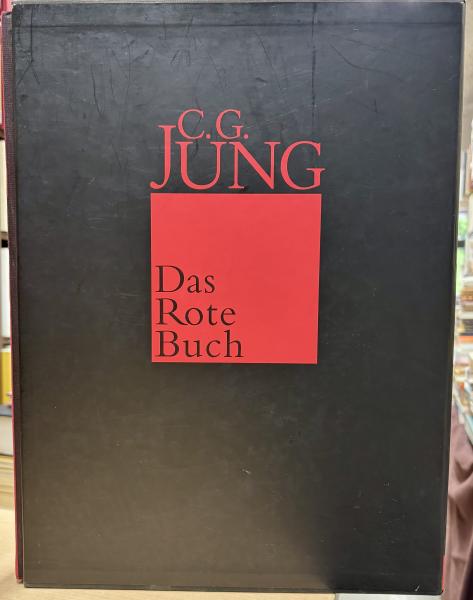 C. G.
JUNG
Das
Rote
Buch